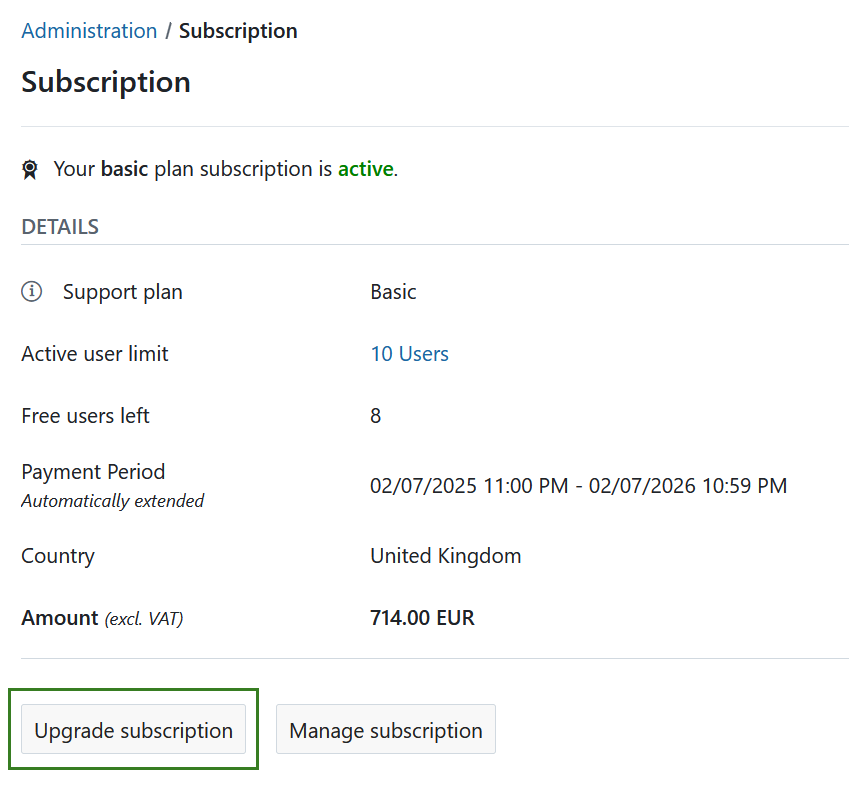 Administration / Subscription
Subscription
Your basic plan subscription is active.
DETAILS
Support plan Basic
Active user limit 10 Users
Free users left 8
Payment Period
Automatically extended
02/07/2025 11:00 PM - 02/07/2026 10:59 PM
Country United Kingdom
Amount (excl. VAT) 714.00 EUR
Upgrade subscription Manage subscription